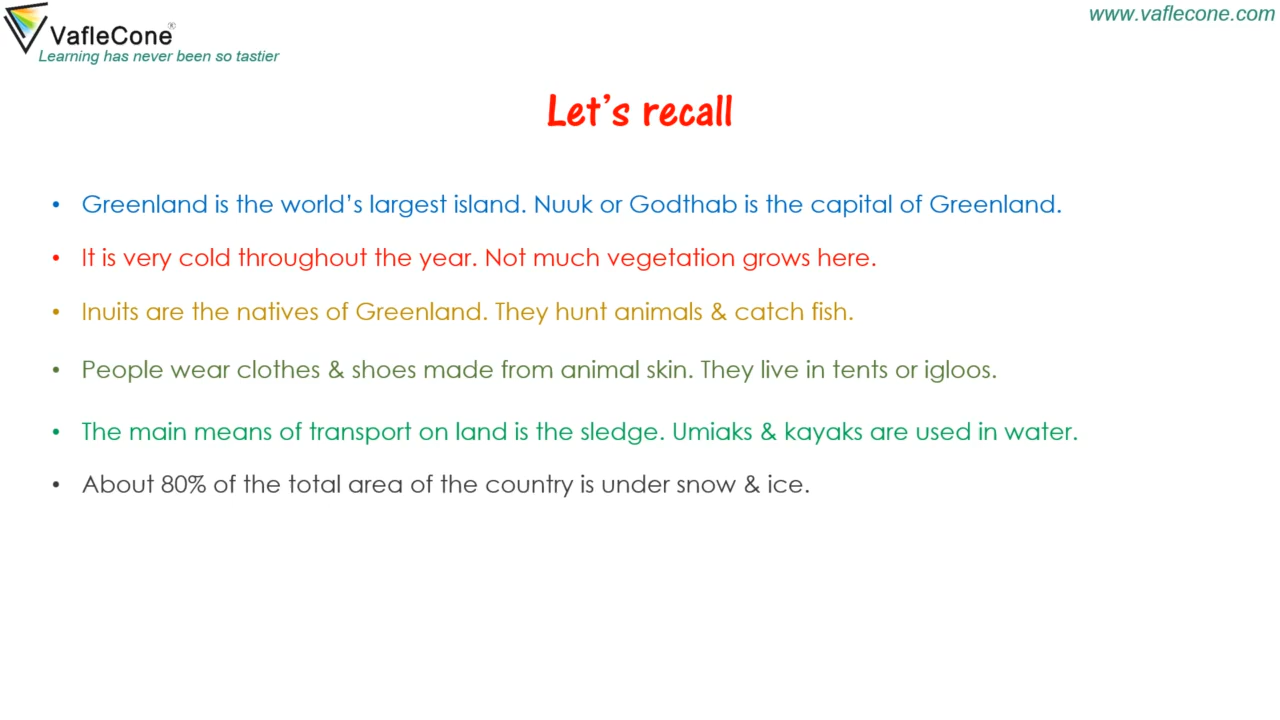 www.vaflecone.com
VafleCone®
Learning has never been so tastier
Let's recall
• Greenland is the world's largest island. Nuuk or Godthab is the capital of Greenland.
• It is very cold throughout the year. Not much vegetation grows here.
• Inuits are the natives of Greenland. They hunt animals & catch fish.
• People wear clothes & shoes made from animal skin. They live in tents or igloos.
• The main means of transport on land is the sledge. Umiaks & kayaks are used in water.
• About 80% of the total area of the country is under snow & ice.